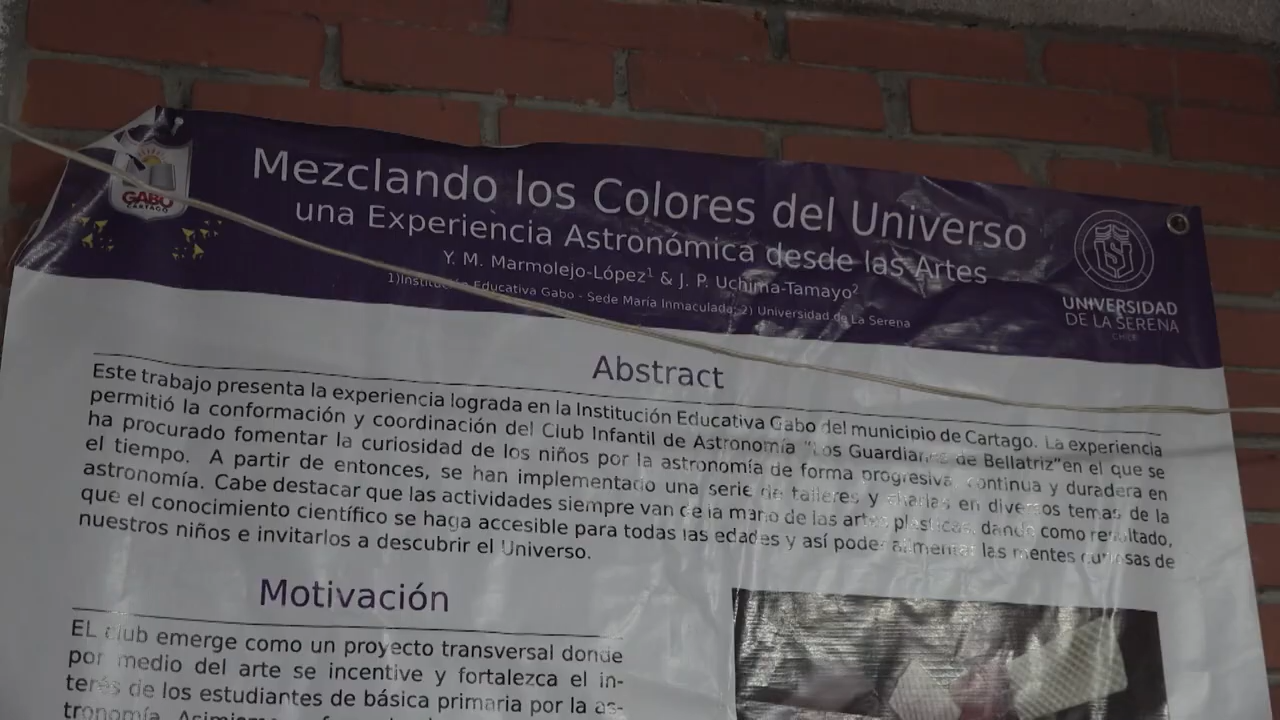 GABO
CARTAGO
Mezclando los Colores del Universo
una Experiencia Astronómica desde las Artes
Y. M. Marmolejo-López¹ & J. P. Uchima-Tamayo²
1)Institución Educativa Gabo - Sede María Inmaculada; 2) Universidad de La Serena
UNIVERSIDAD
DE LA SERENA
CHILE
Abstract
Este trabajo presenta la experiencia lograda en la Institución Educativa Gabo del municipio de Cartago. La experiencia
permitió la conformación y coordinación del Club Infantil de Astronomía "Los Guardianes de Bellatriz"en el que se
ha procurado fomentar la curiosidad de los niños por la astronomía de forma progresiva, continua y duradera en
el tiempo. A partir de entonces, se han implementado una serie de talleres y charlas en diversos temas de la
astronomía. Cabe destacar que las actividades siempre van de la mano de las artes plasticas, dando como resultado,
que el conocimiento científico se haga accesible para todas las edades y así poder alimentar las mentes curiosas de
nuestros niños e invitarlos a descubrir el Universo.
Motivación
EL club emerge como un proyecto transversal donde
por medio del arte se incentive y fortalezca el in-
terés de los estudiantes de básica primaria por la as-
tronomía.